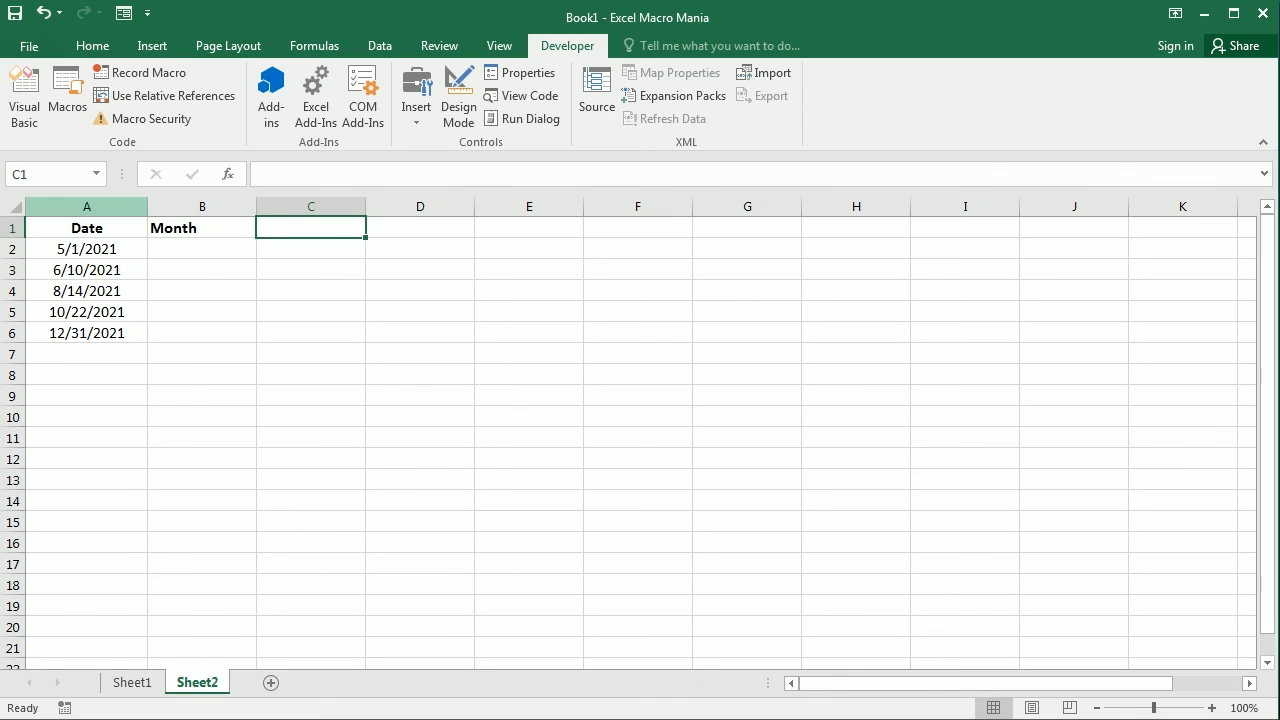 Book1 - Excel Macro Mania
File Home Insert Page Layout Formulas Data Review View Developer Tell me what you want to do... Sign in Share
Visual Basic
Macros
Record Macro
Use Relative References
Macro Security
Code
Add-ins
Excel Add-Ins
COM Add-Ins
Add-Ins
Insert
Design Mode
Properties
View Code
Run Dialog
Controls
Source
Map Properties
Expansion Packs
Refresh Data
Import
Export
XML
C1 fx
A B C D E F G H I J K
1 Date Month
2 5/1/2021
3 6/10/2021
4 8/14/2021
5 10/22/2021
6 12/31/2021
7
8
9
10
11
12
13
14
15
16
17
18
19
20
21
22
Sheet1 Sheet2
Ready 100%